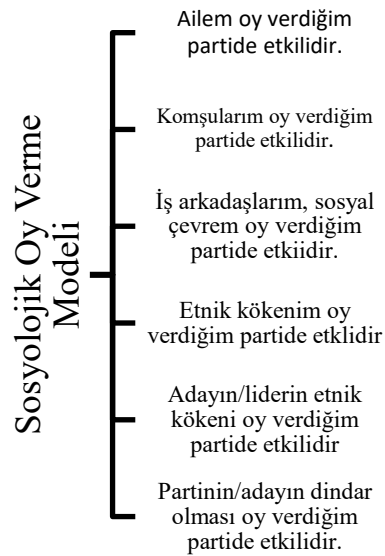 Sosyolojik Oy Verme
Modeli
Ailem oy verdiğim
partide etkilidir.
Komşularım oy verdiğim
partide etkilidir.
İş arkadaşlarım, sosyal
çevrem oy verdiğim
partide etkiidir.
Etnik kökenim oy
verdiğim partide etklidir
Adayın/liderin etnik
kökeni oy verdiğim
partide etkilidir
Partinin/adayın dindar
olması oy verdiğim
partide etkilidir.